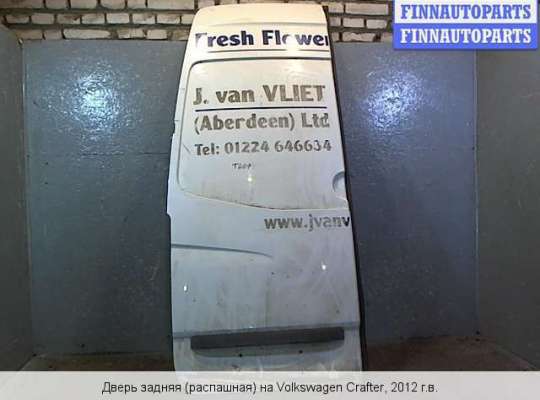 FINNAUTOPARTS
FINNAUTOPARTS
Fresh Flower
J. van VLIET
(Aberdeen) Ltd
Tel: 01224 646634
www.jvanv
Дверь задняя (распашная) на Volkswagen Crafter, 2012 г.в.